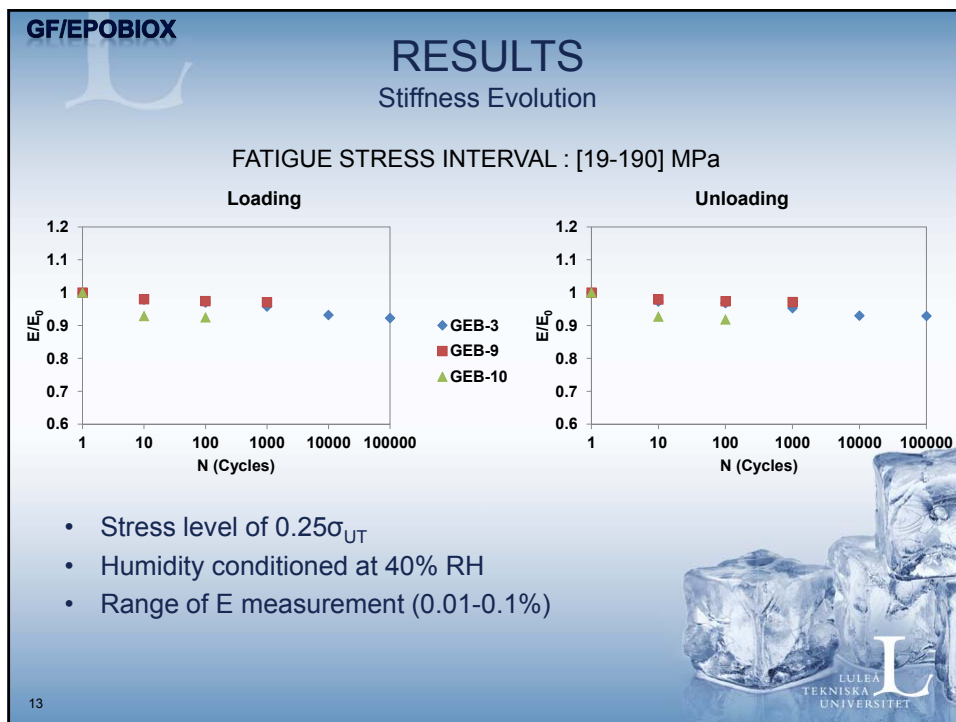 GF/EPOBIOX
RESULTS
Stiffness Evolution
FATIGUE STRESS INTERVAL : [19-190] MPa
Loading
1.2
1.1
1
0.9
0.8
0.7
0.6
E/E0
1 10 100 1000 10000 100000
N (Cycles)
GEB-3
GEB-9
GEB-10
Unloading
1.2
1.1
1
0.9
0.8
0.7
0.6
E/E0
1 10 100 1000 10000 100000
N (Cycles)
• Stress level of 0.25σUT
• Humidity conditioned at 40% RH
• Range of E measurement (0.01-0.1%)
13
LULEÅ
TEKNISKA
UNIVERSITET
L